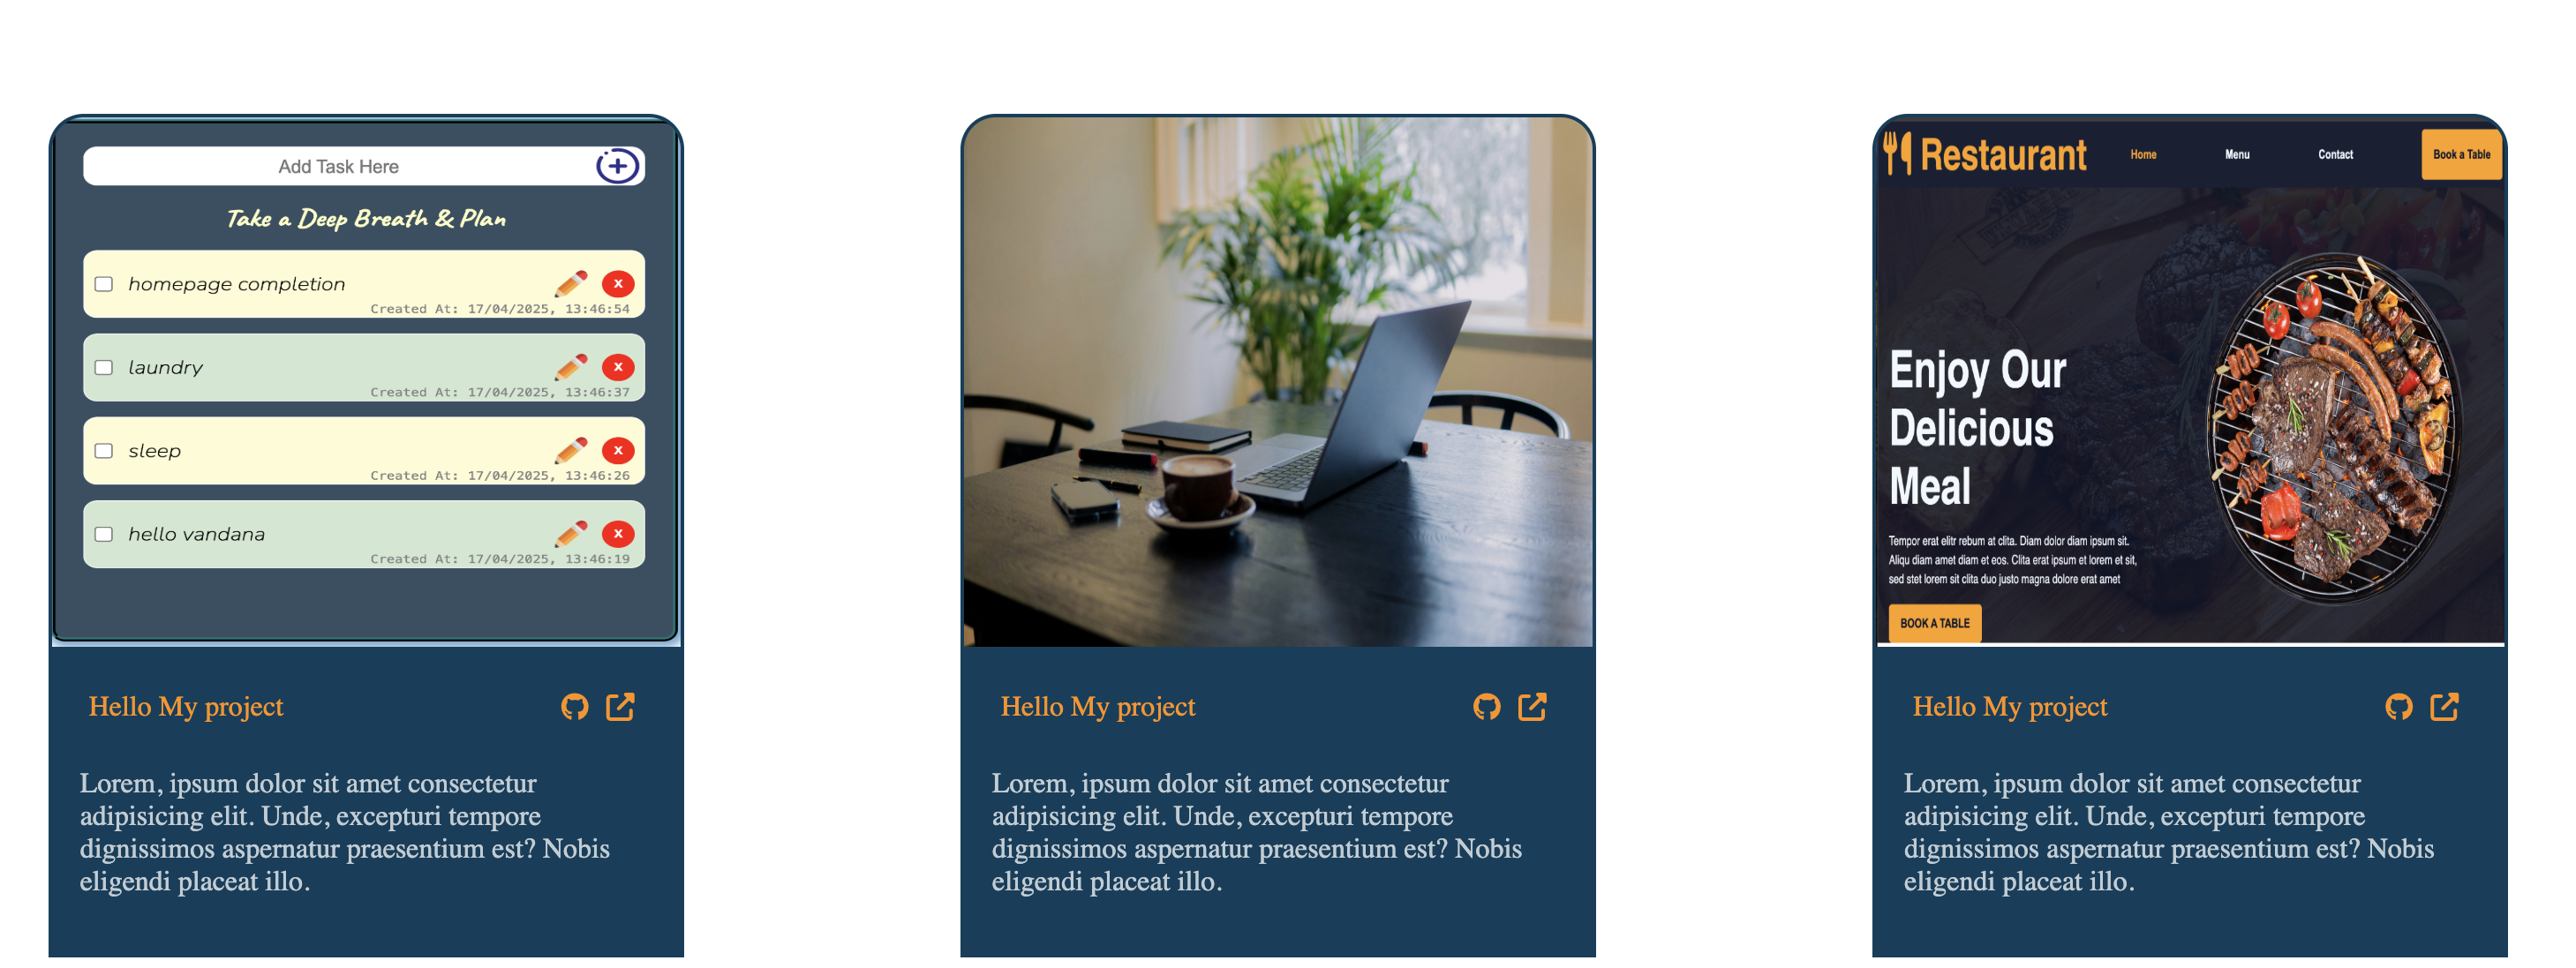 Add Task Here
Take a Deep Breath & Plan
homepage completion
Created At: 17/04/2025, 13:46:54
laundry
Created At: 17/04/2025, 13:46:37
sleep
Created At: 17/04/2025, 13:46:26
hello vandana
Created At: 17/04/2025, 13:46:19
Hello My project
Lorem, ipsum dolor sit amet consectetur
adipisicing elit. Unde, excepturi tempore
dignissimos aspernatur praesentium est? Nobis
eligendi placeat illo.
Hello My project
Lorem, ipsum dolor sit amet consectetur
adipisicing elit. Unde, excepturi tempore
dignissimos aspernatur praesentium est? Nobis
eligendi placeat illo.
Restaurant Home Menu Contact Book a Table
Enjoy Our
Delicious
Meal
Tempor erat elitr rebum at clita. Diam dolor diam ipsum sit.
Aliqu diam amet diam et eos. Clita erat ipsum et lorem et sit,
sed stet lorem sit clita duo justo magna dolore erat amet
BOOK A TABLE
Hello My project
Lorem, ipsum dolor sit amet consectetur
adipisicing elit. Unde, excepturi tempore
dignissimos aspernatur praesentium est? Nobis
eligendi placeat illo.